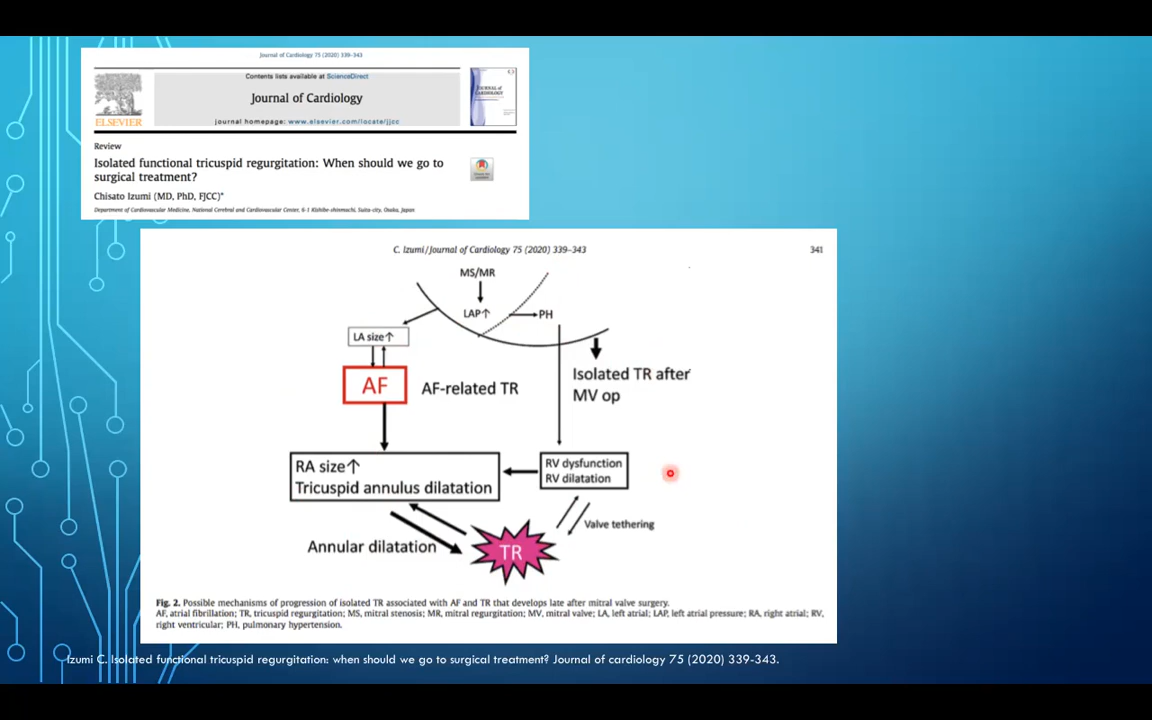 Journal of Cardiology 75 (2020) 339–343
Contents lists available at ScienceDirect
Journal of Cardiology
journal homepage: www.elsevier.com/locate/jjcc
ELSEVIER
JOURNAL of CARDIOLOGY
Review
Isolated functional tricuspid regurgitation: When should we go to
surgical treatment?
Chisato Izumi (MD, PhD, FJCC)*
Department of Cardiovascular Medicine, National Cerebral and Cardiovascular Center, 6-1 Kishibe-shinmachi, Suita-city, Osaka, Japan
C. Izumi / Journal of Cardiology 75 (2020) 339–343
341
MS/MR
LAP↑
PH
LA size↑
AF
AF-related TR
Isolated TR after
MV op
RA size↑
Tricuspid annulus dilatation
RV dysfunction
RV dilatation
Valve tethering
Annular dilatation
TR
Fig. 2. Possible mechanisms of progression of isolated TR associated with AF and TR that develops late after mitral valve surgery.
AF, atrial fibrillation; TR, tricuspid regurgitation; MS, mitral stenosis; MR, mitral regurgitation; MV, mitral valve; LA, left atrial; LAP, left atrial pressure; RA, right atrial; RV,
right ventricular; PH, pulmonary hypertension.
Izumi C. Isolated functional tricuspid regurgitation: when should we go to surgical treatment? Journal of cardiology 75 (2020) 339-343.